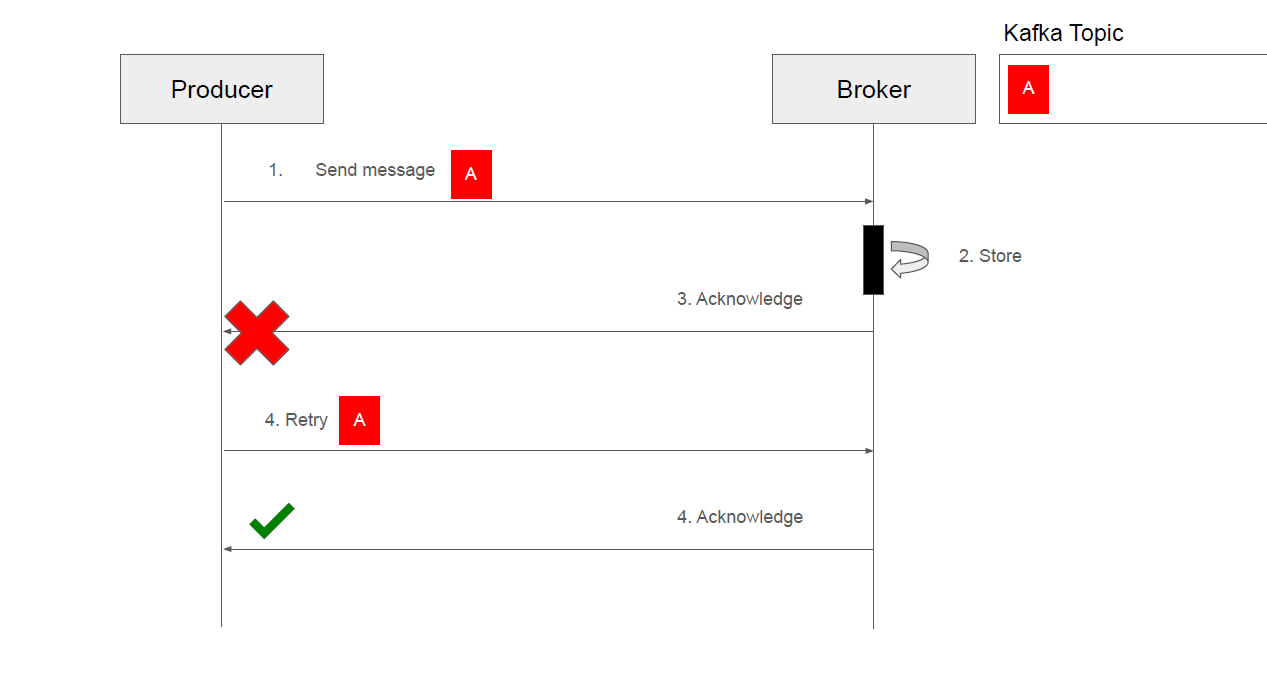 Kafka Topic
Producer
Broker
A
1. Send message A
2. Store
3. Acknowledge
4. Retry A
4. Acknowledge